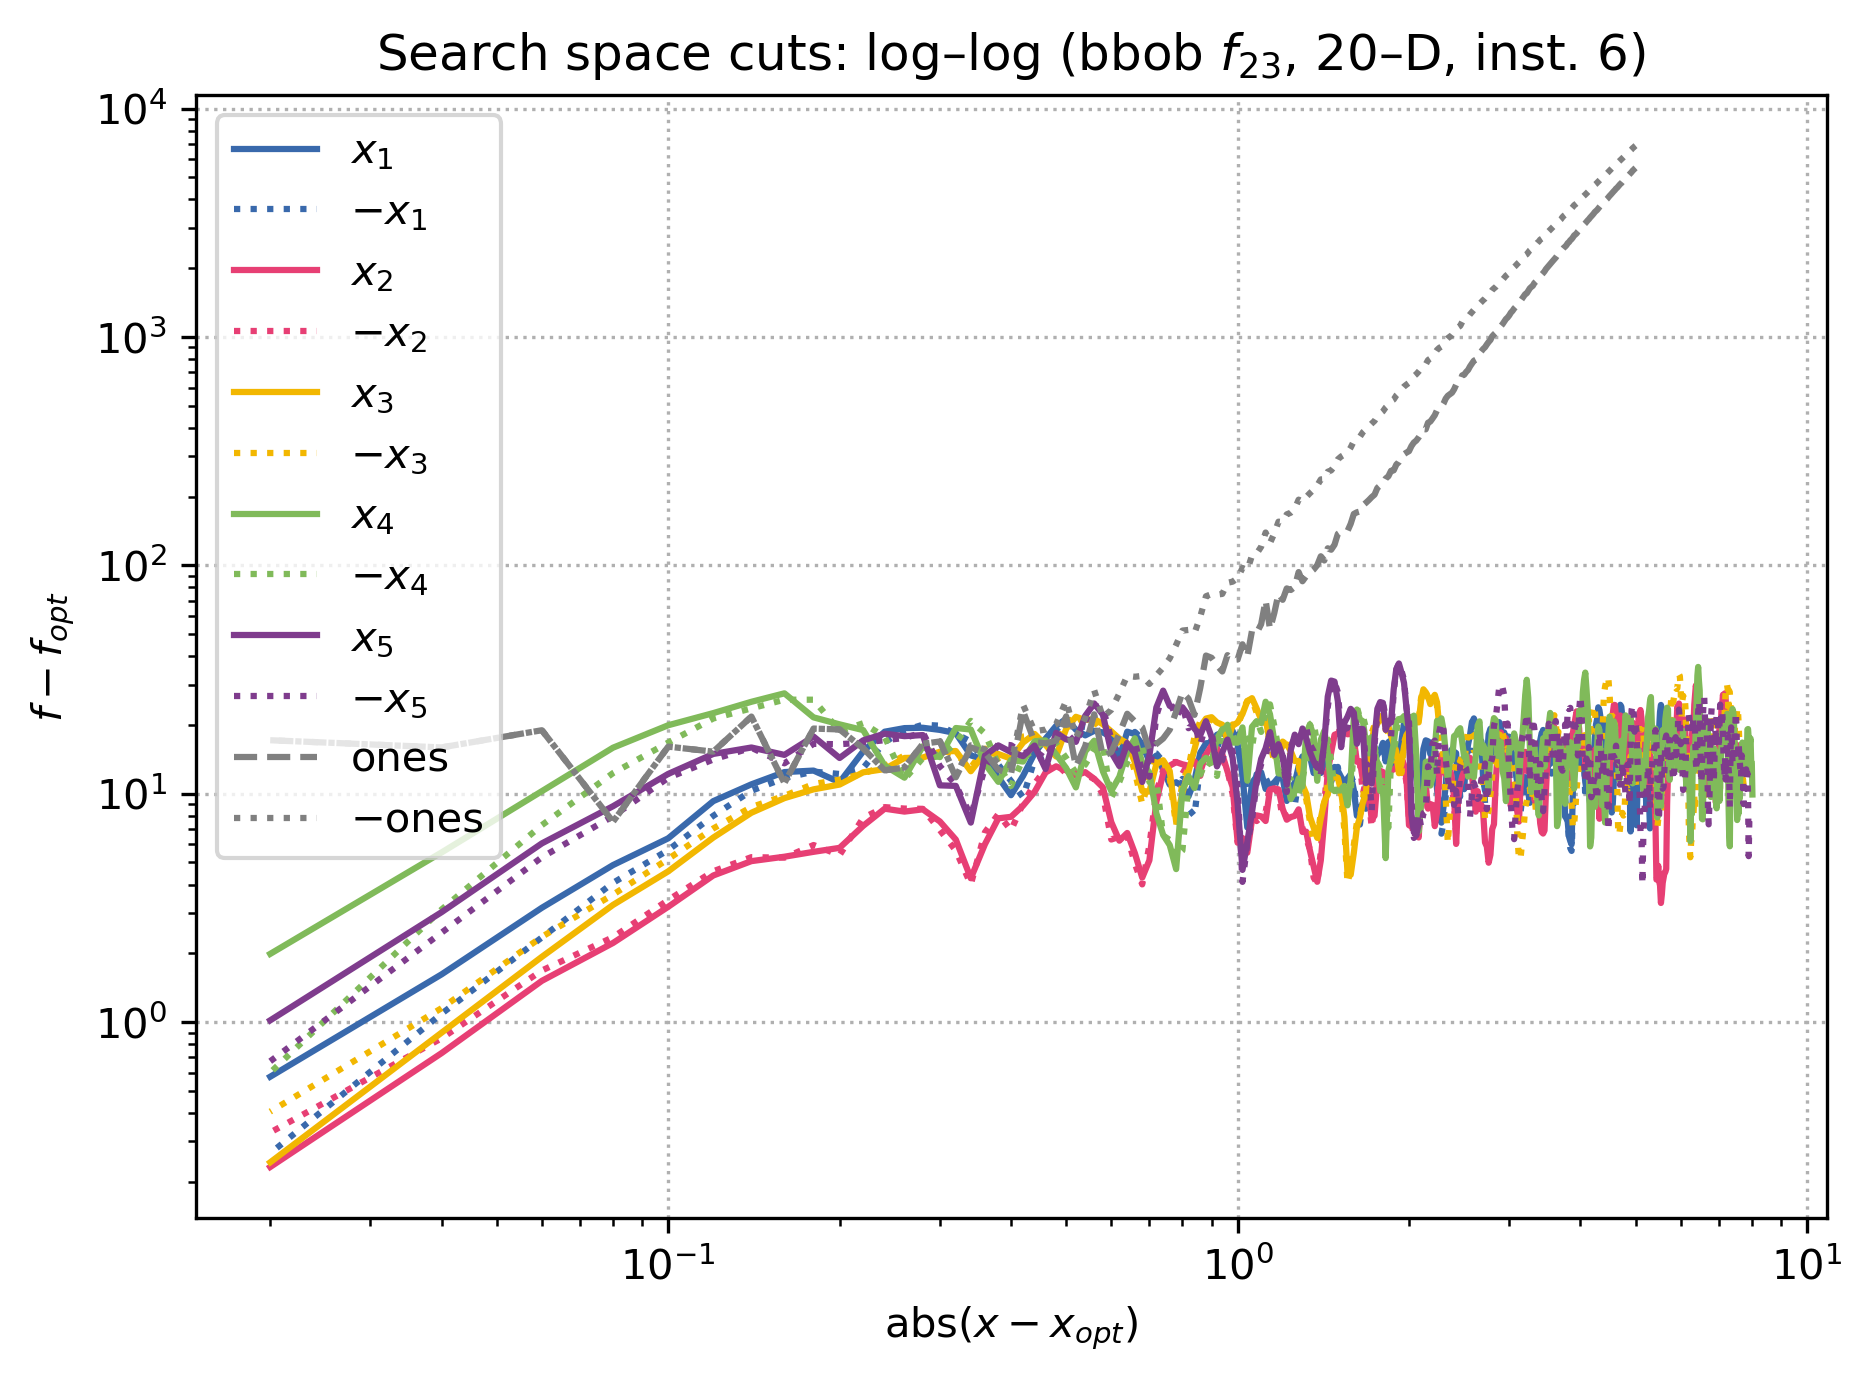 Search space cuts: log–log (bbob $f_{23}$, 20–D, inst. 6)
$f - f_{opt}$
$10^4$
$10^3$
$10^2$
$10^1$
$10^0$
$x_1$
$-x_1$
$x_2$
$-x_2$
$x_3$
$-x_3$
$x_4$
$-x_4$
$x_5$
$-x_5$
ones
−ones
$10^{-1}$
$10^0$
$10^1$
abs($x - x_{opt}$)